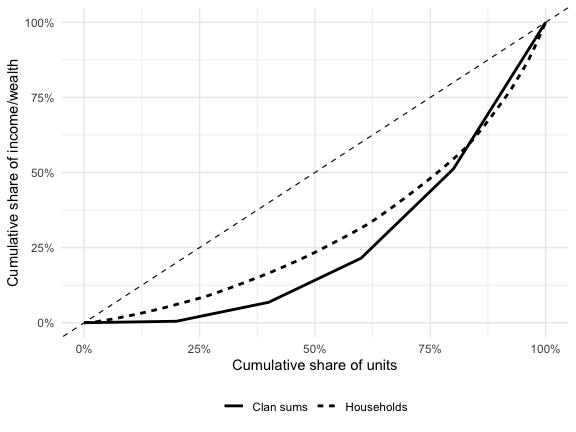 100%
75%
50%
25%
0%
Cumulative share of income/wealth
0% 25% 50% 75% 100%
Cumulative share of units
Clan sums Households